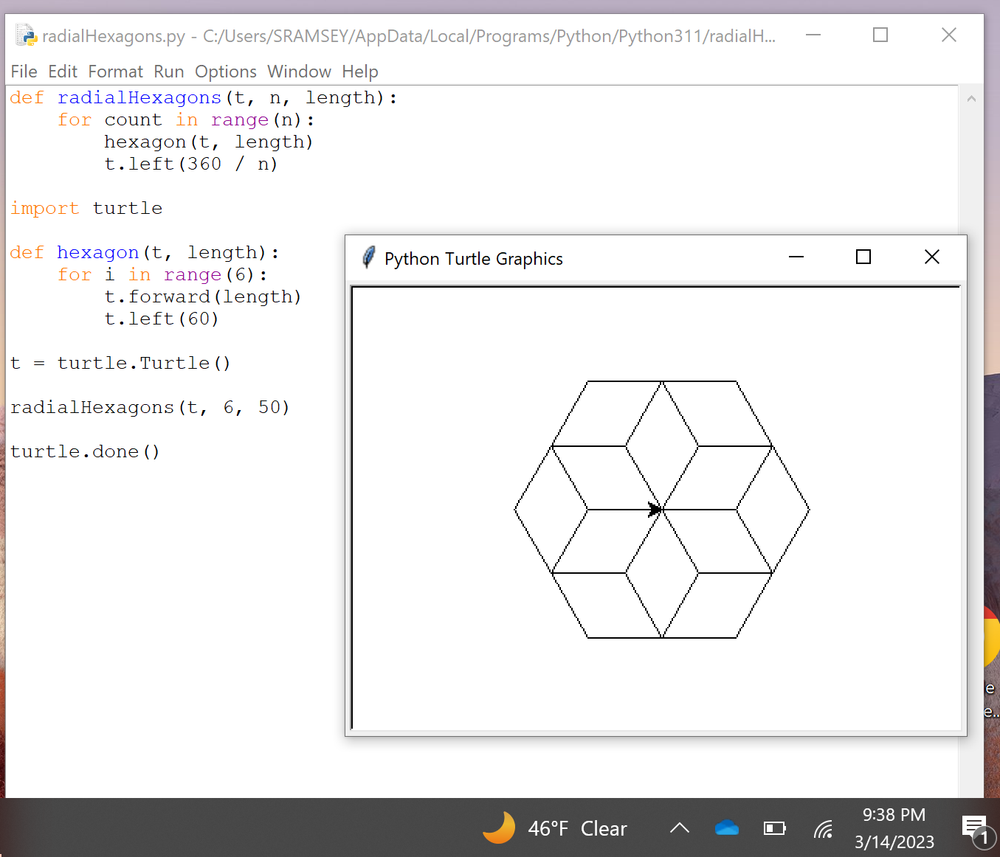 radialHexagons.py - C:/Users/SRAMSEY/AppData/Local/Programs/Python/Python311/radialH...
File Edit Format Run Options Window Help
def radialHexagons(t, n, length):
    for count in range(n):
        hexagon(t, length)
        t.left(360 / n)
import turtle
def hexagon(t, length):
    for i in range(6):
        t.forward(length)
        t.left(60)
t = turtle.Turtle()
radialHexagons(t, 6, 50)
turtle.done()
Python Turtle Graphics
e
e...
46°F Clear
9:38 PM
3/14/2023
1